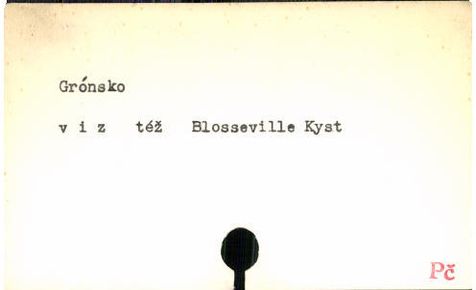 Grónsko
v i z  též  Blosseville Kyst
Pč